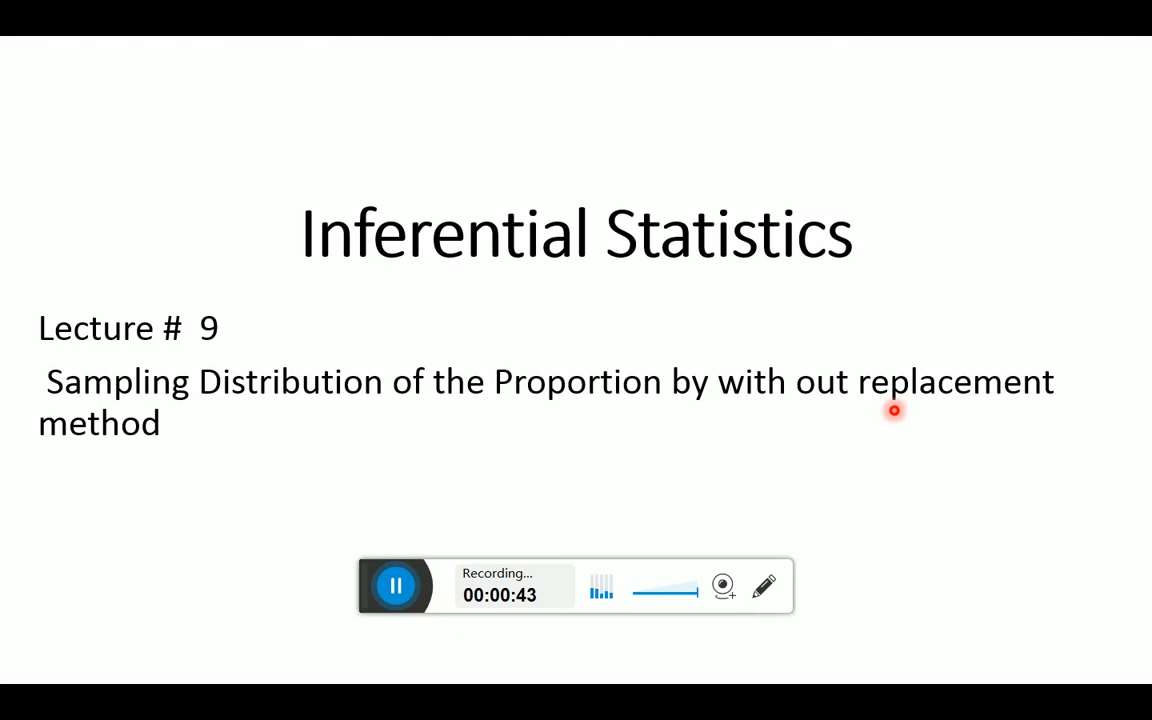 Inferential Statistics
Lecture # 9
Sampling Distribution of the Proportion by with out replacement
method
Recording...
00:00:43